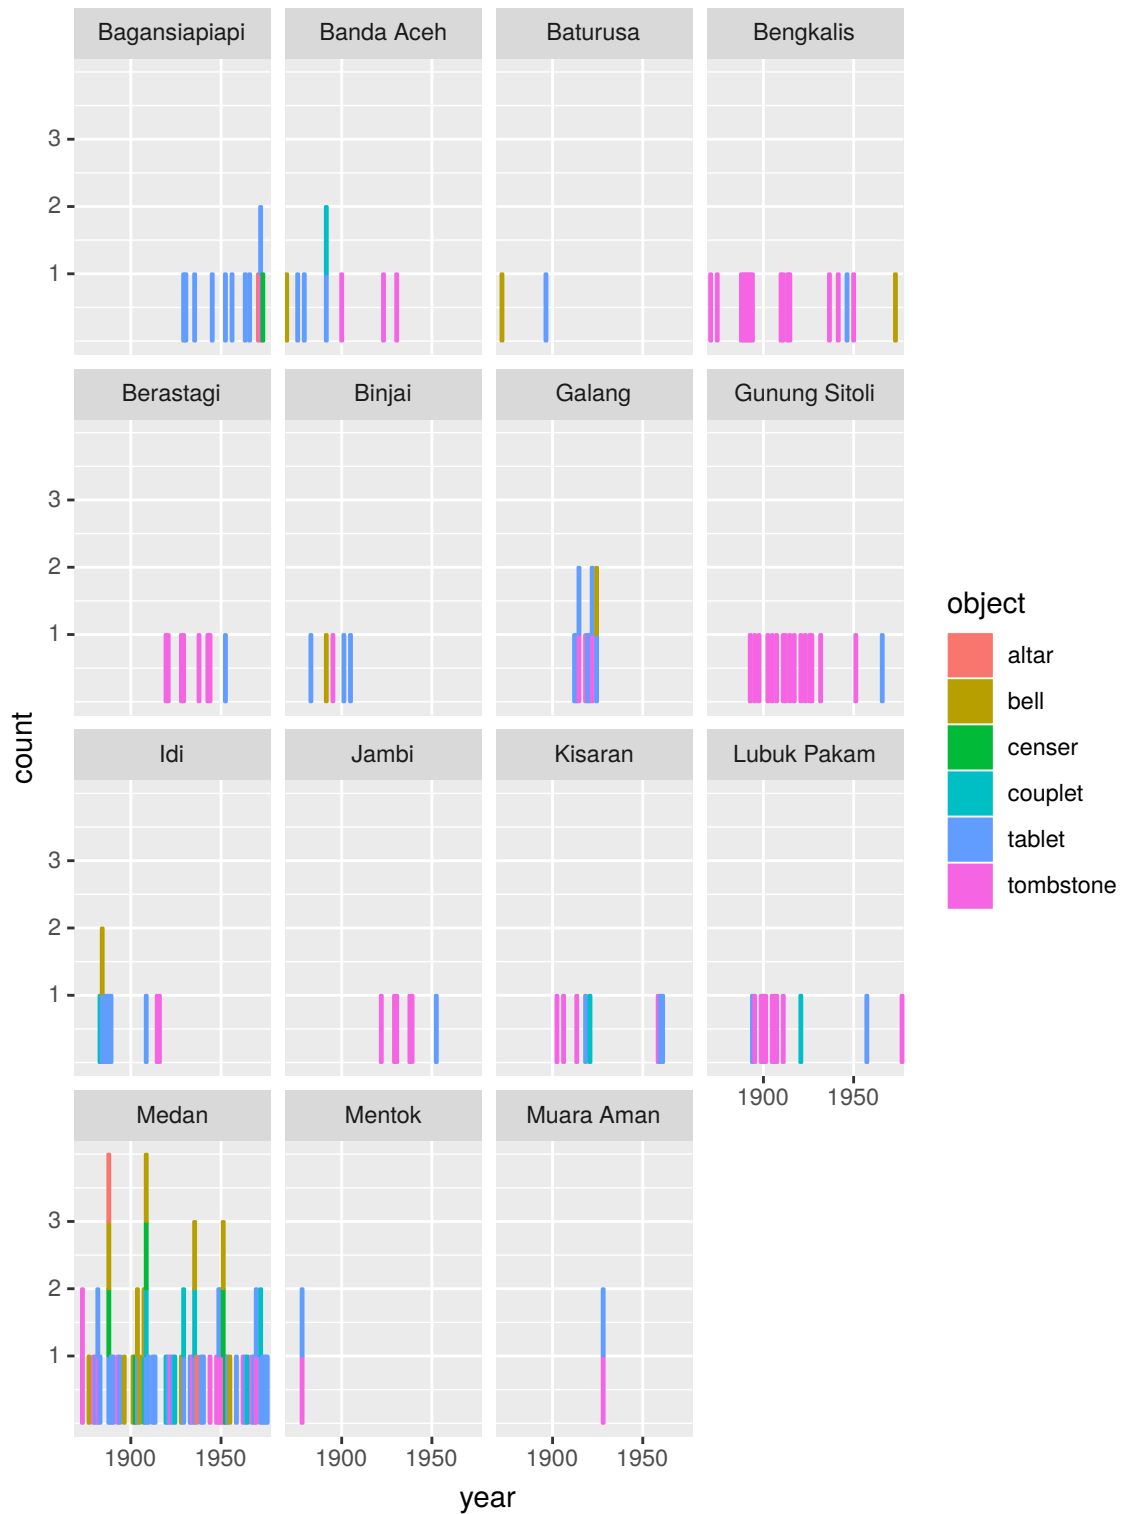 Bagansiapiapi Banda Aceh Baturusa Bengkalis
3
2
1
Berastagi Binjai Galang Gunung Sitoli
3
2
1
Idi Jambi Kisaran Lubuk Pakam
3
2
1
1900 1950
Medan Mentok Muara Aman
3
2
1
1900 1950 1900 1950 1900 1950
year
count
object
altar
bell
censer
couplet
tablet
tombstone